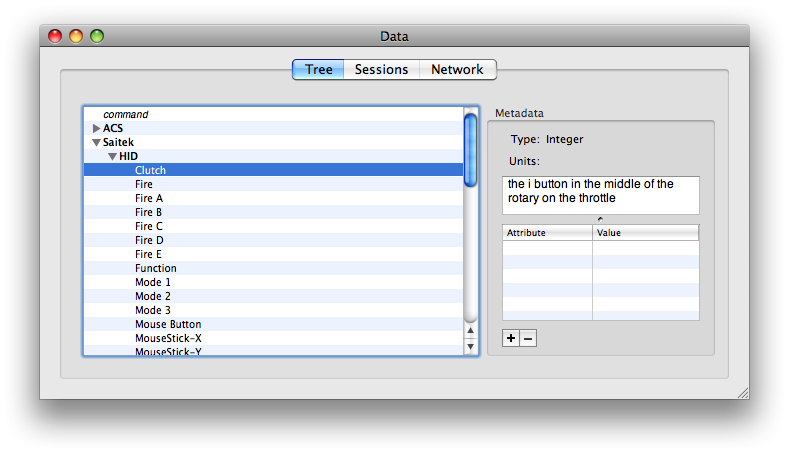 Data
Tree Sessions Network
command
ACS
Saitek
HID
Clutch
Fire
Fire A
Fire B
Fire C
Fire D
Fire E
Function
Mode 1
Mode 2
Mode 3
Mouse Button
MouseStick-X
MouseStick-Y
Metadata
Type: Integer
Units:
the i button in the middle of the
rotary on the throttle
Attribute Value